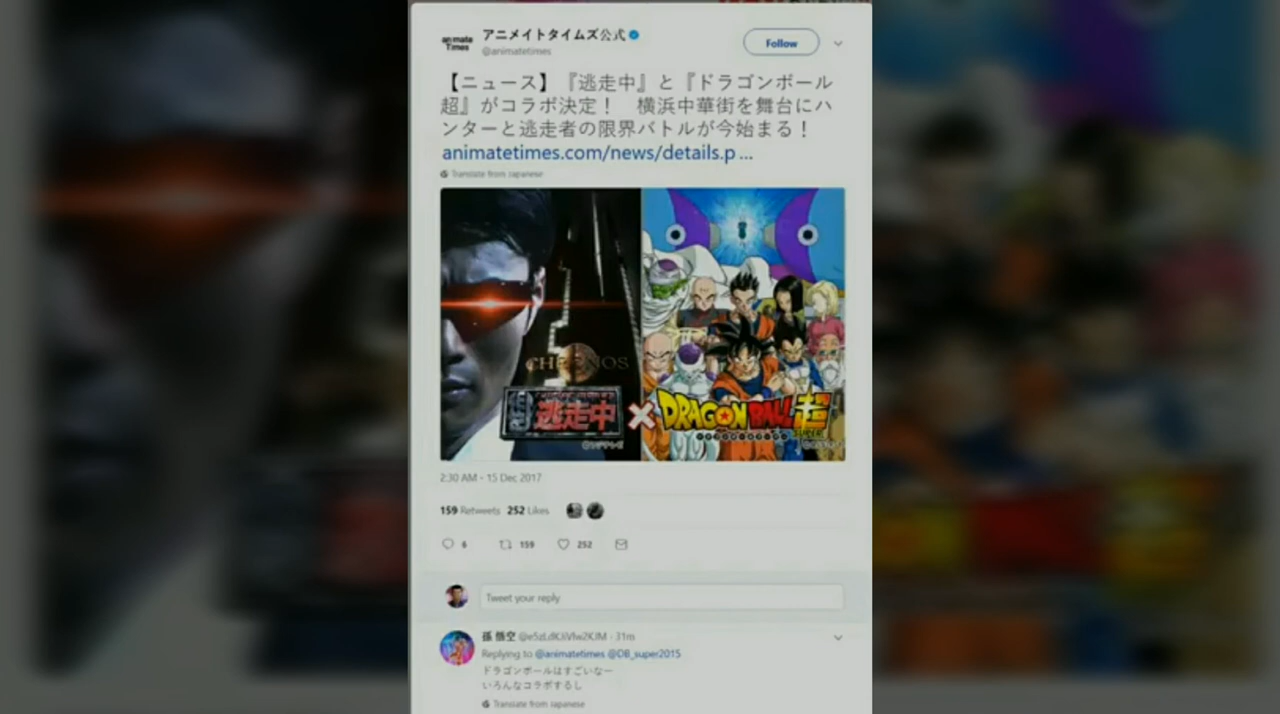 animate Times
アニメイトタイムズ公式
@animatetimes
Follow
【ニュース】『逃走中』と『ドラゴンボール
超』がコラボ決定！　横浜中華街を舞台にハ
ンターと逃走者の限界バトルが今始まる！
animatetimes.com/news/details.p ...
Translate from Japanese
CHRONOS
逃走中
DRAGON BALL超
SUPER
2:30 AM - 15 Dec 2017
159 Retweets 252 Likes
6 159 252
Tweet your reply
孫 悟空 @e5zLdKJiVfw2KJM · 31m
Replying to @animatetimes @DB_super2015
ドラゴンボールはすごいなー
いろんなコラボするし
Translate from Japanese